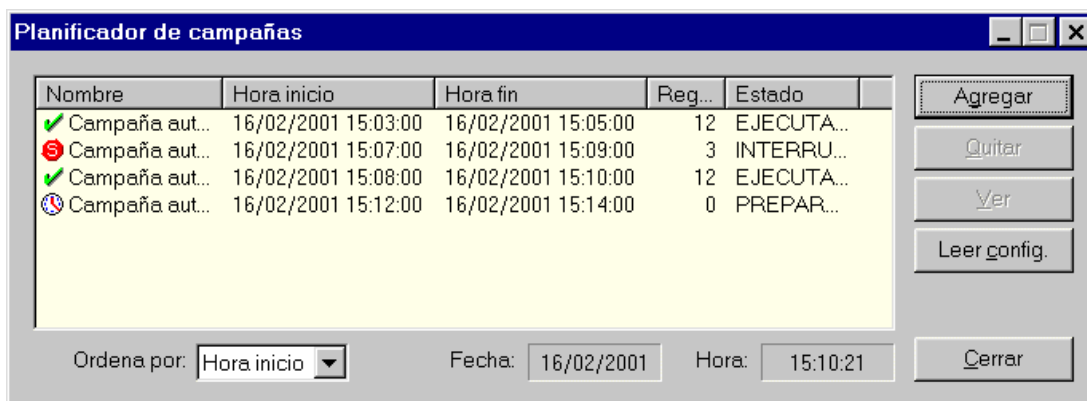 Planificador de campañas
Nombre Hora inicio Hora fin Reg... Estado
Campaña aut... 16/02/2001 15:03:00 16/02/2001 15:05:00 12 EJECUTA...
Campaña aut... 16/02/2001 15:07:00 16/02/2001 15:09:00 3 INTERRU...
Campaña aut... 16/02/2001 15:08:00 16/02/2001 15:10:00 12 EJECUTA...
Campaña aut... 16/02/2001 15:12:00 16/02/2001 15:14:00 0 PREPAR...
Agregar
Quitar
Ver
Leer config.
Ordena por: Hora inicio Fecha: 16/02/2001 Hora: 15:10:21 Cerrar